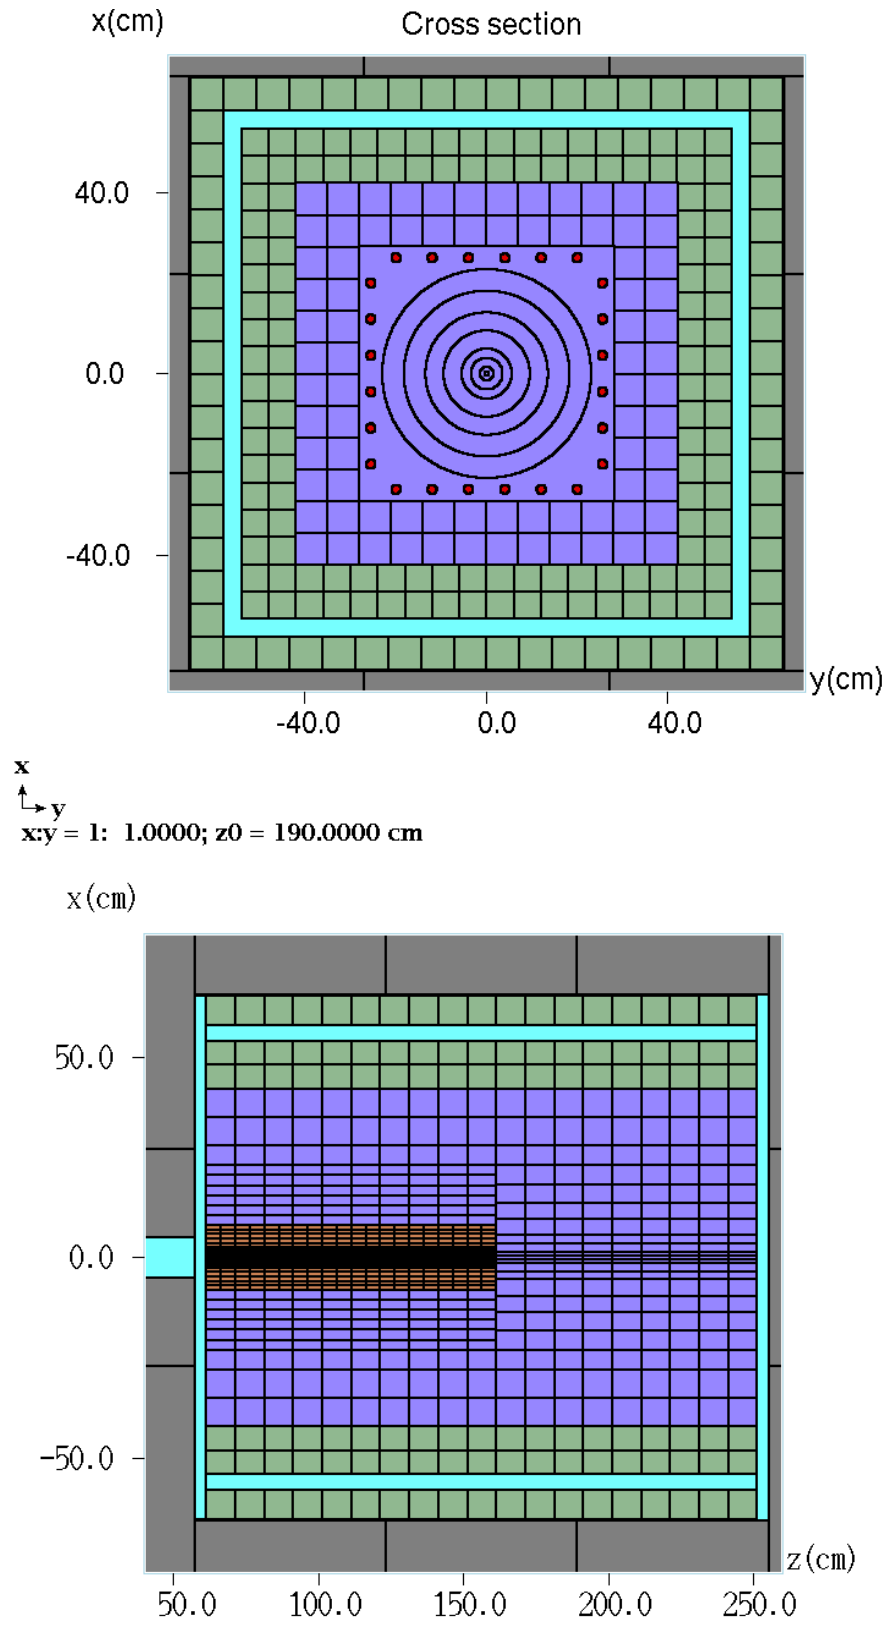 x(cm)
Cross section
40.0
0.0
-40.0
y(cm)
-40.0 0.0 40.0
x
y
x:y = 1: 1.0000; z0 = 190.0000 cm
x(cm)
50.0
0.0
-50.0
z(cm)
50.0 100.0 150.0 200.0 250.0